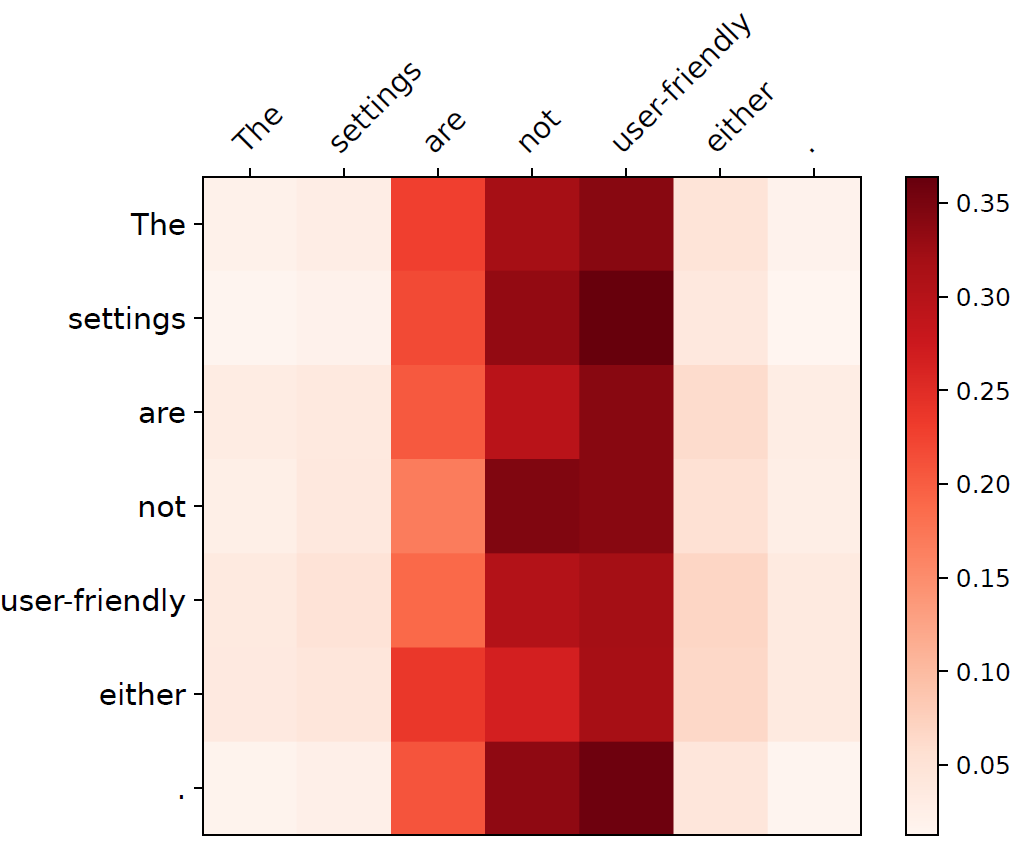 The settings are not user-friendly either .
The
settings
are
not
user-friendly
either
.
0.35
0.30
0.25
0.20
0.15
0.10
0.05